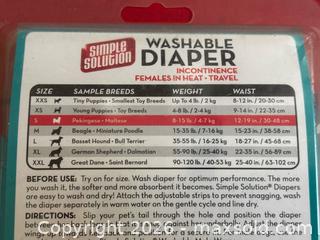 SIMPLE
SOLUTION
WASHABLE
DIAPER
INCONTINENCE
FEMALES IN HEAT • TRAVEL
SIZE SAMPLE BREEDS WEIGHT WAIST
XXS Tiny Puppies • Smallest Toy Breeds Up To 4 lb / 2 kg 8-12 in. / 20-30 cm
XS Young Puppies • Toy Breeds 4-8 lb / 2-4 kg 9-14 in. / 22-35 cm
S Pekingese • Maltese 8-15 lb / 4-7 kg 12-19 in. / 30-48 cm
M Beagle • Miniature Poodle 15-35 lb / 7-16 kg
L Basset Hound • Bull Terrier 35-55 lb / 16-25 kg 18-27 in. / 45-68 cm
XL German Shepherd • Dalmatian 55-90 lb / 25-40 kg 22-35 in. / 56-89 cm
XXL Great Dane • Saint Bernard 90-120 lb / 40-53 kg 25-40 in. / 63-102 cm
BEFORE USE: Try on for size. Wash diaper for optimum performance. The more
you wash it, the softer and more absorbent it becomes. Simple Solution® Diapers
are easy to wash and dry! Attach the adjustable strips to prevent snagging, wash
the diaper separately in warm water on the gentle cycle and line dry.
DIRECTIONS: Slip your pet's tail through the hole and position the diaper